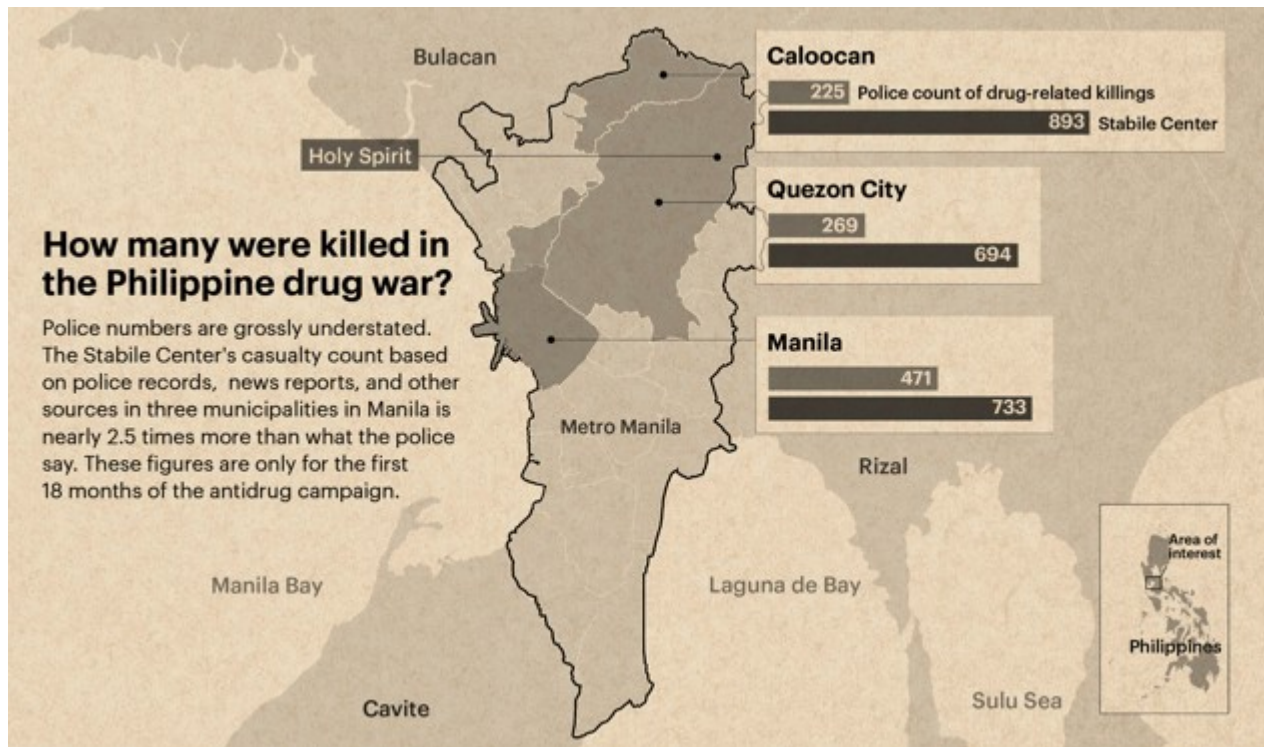 Bulacan
Holy Spirit
How many were killed in
the Philippine drug war?
Police numbers are grossly understated.
The Stabile Center's casualty count based
on police records, news reports, and other
sources in three municipalities in Manila is
nearly 2.5 times more than what the police
say. These figures are only for the first
18 months of the antidrug campaign.
Caloocan
225 Police count of drug-related killings
893 Stabile Center
Quezon City
269
694
Manila
471
733
Metro Manila
Rizal
Manila Bay
Laguna de Bay
Cavite
Sulu Sea
Area of
interest
Philippines